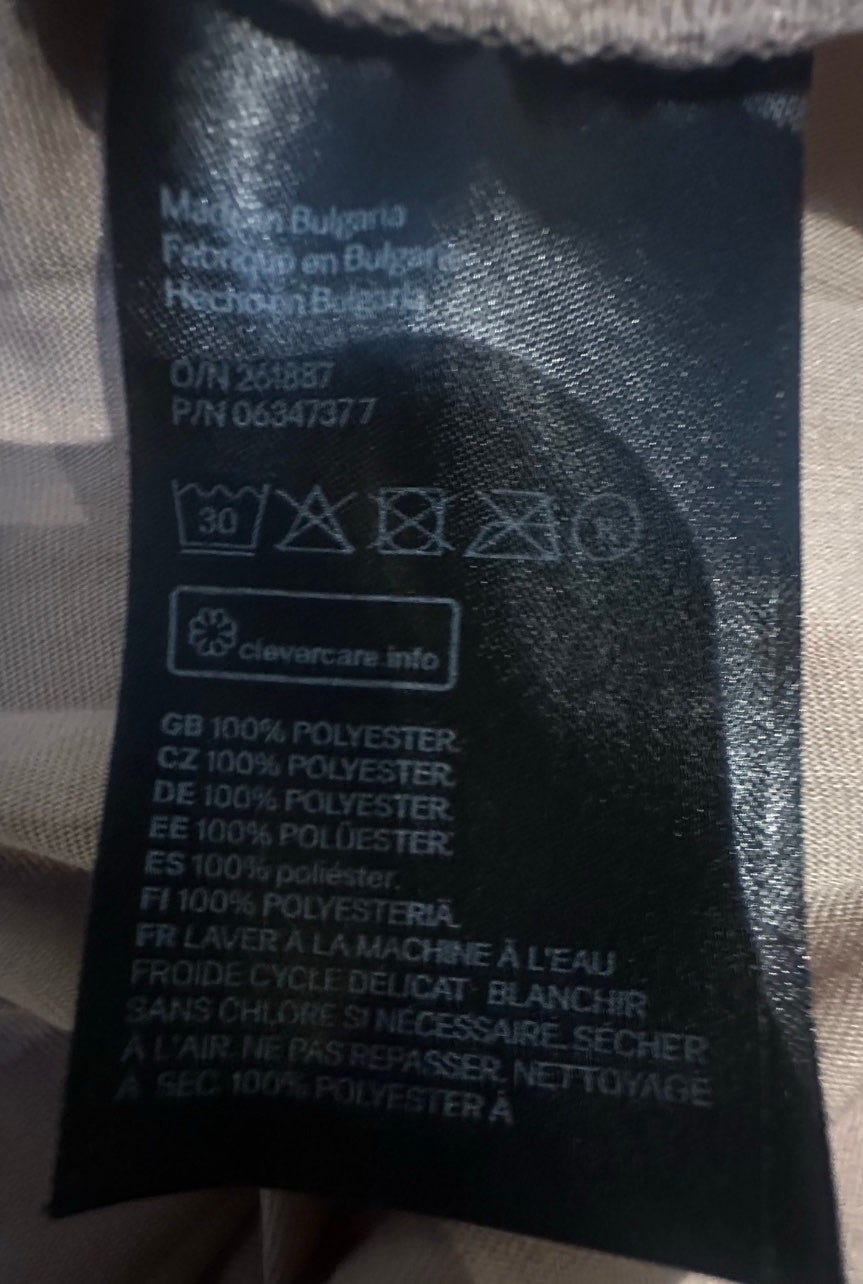 Made in Bulgaria
Fabriqué en Bulgarie
Hecho en Bulgaria
O/N 261887
P/N 06347377
30
clevercare.info
GB 100% POLYESTER.
CZ 100% POLYESTER.
DE 100% POLYESTER.
EE 100% POLÜESTER.
ES 100% poliéster.
FI 100% POLYESTERIÄ.
FR LAVER À LA MACHINE À L'EAU
FROIDE CYCLE DÉLICAT BLANCHIR
SANS CHLORE SI NÉCESSAIRE. SÉCHER
À L'AIR. NE PAS REPASSER. NETTOYAGE
À SEC 100% POLYESTER Â